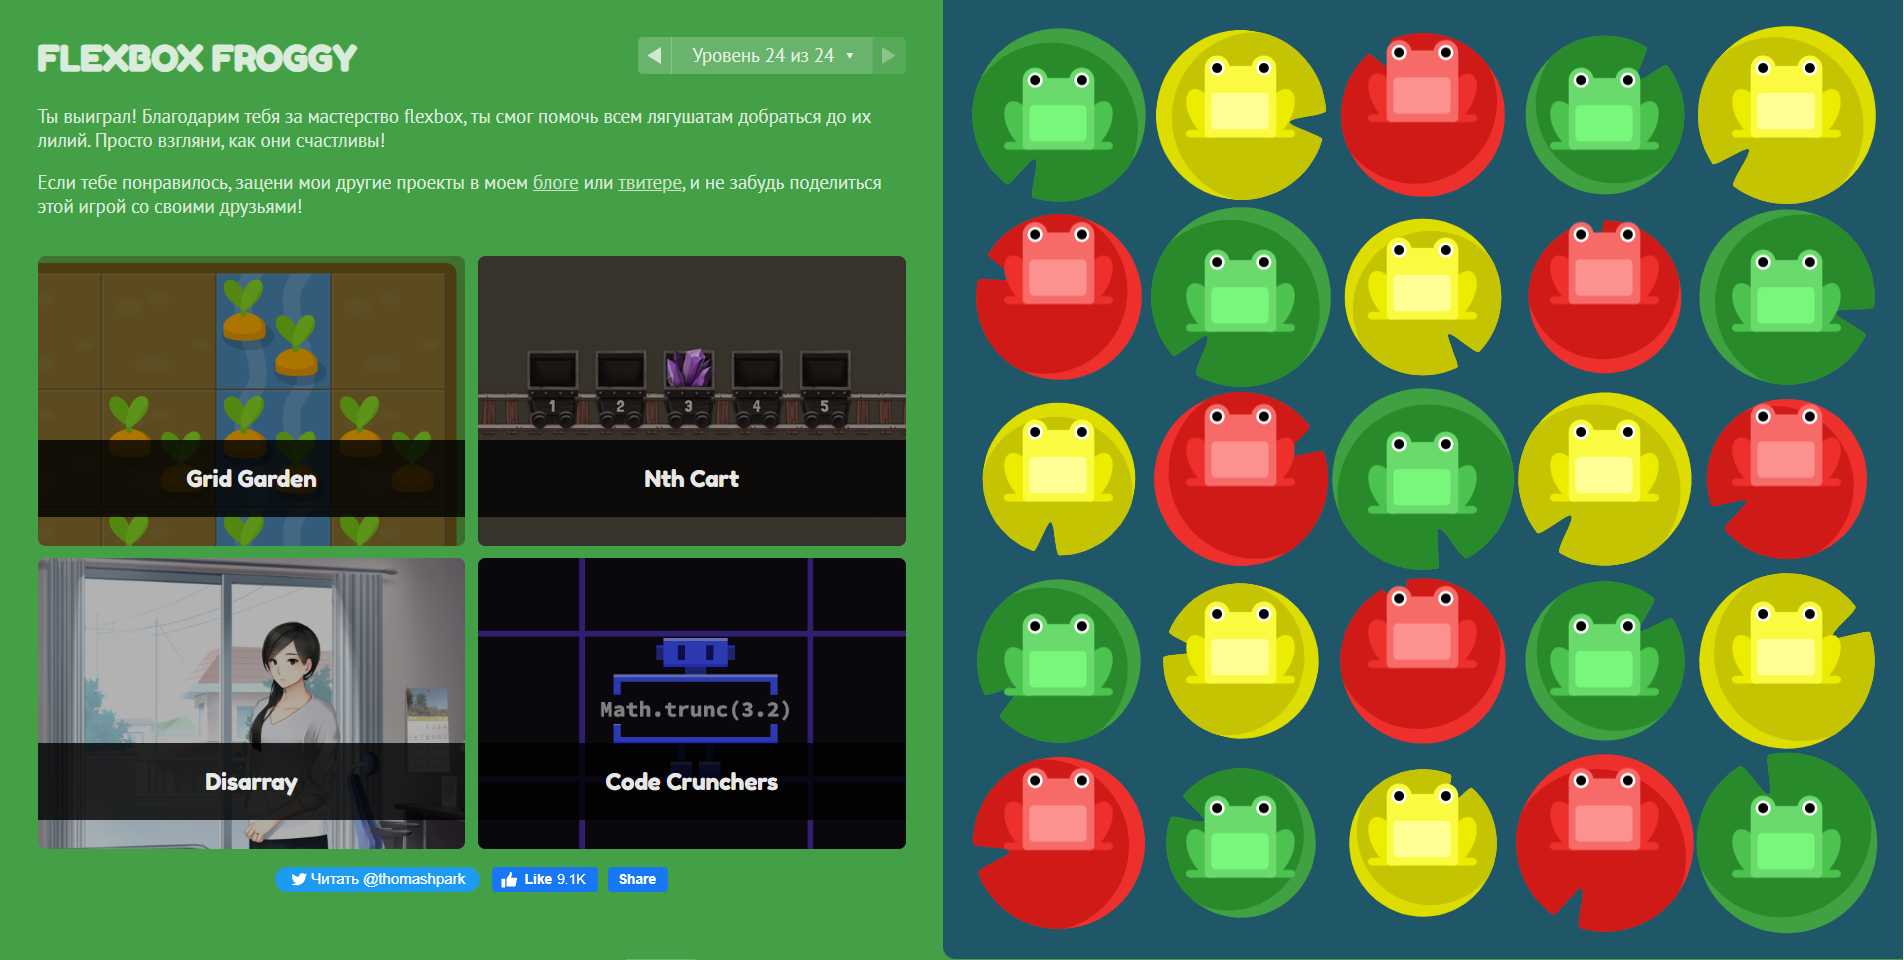 FLEXBOX FROGGY
Уровень 24 из 24
Ты выиграл! Благодарим тебя за мастерство flexbox, ты смог помочь всем лягушатам добраться до их
лилий. Просто взгляни, как они счастливы!
Если тебе понравилось, зацени мои другие проекты в моем блоге или твитере, и не забудь поделиться
этой игрой со своими друзьями!
Grid Garden
1 2 3 4 5
Nth Cart
Disarray
Math.trunc(3.2)
Code Crunchers
Читать @thomashpark
Like 9.1K
Share